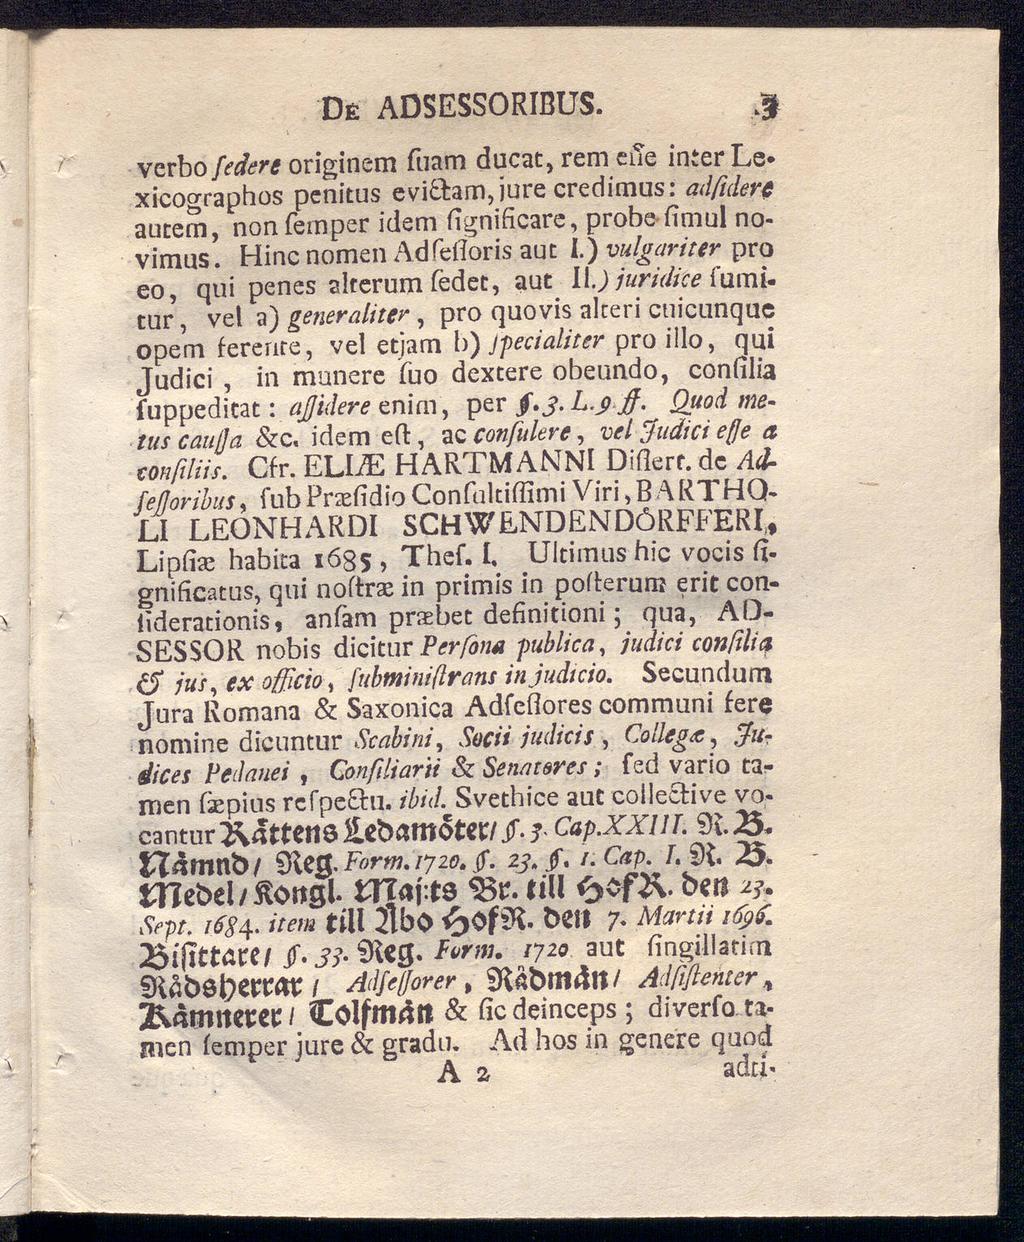 DE ADSESSORIBUS. 3
verbo ſedere originem ſuam ducat, rem eſſe inter Le-
xicographos penitus evictam, jure credimus: adſidere
autem, non ſemper idem ſignificare, probe ſimul no-
vimus. Hinc nomen Adſeſſoris aut I.) vulgariter pro
eo, qui penes alterum ſedet, aut II.) juridice ſumi-
tur, vel a) generaliter, pro quovis alteri cuicunque
opem ferente, vel etjam b) ſpecialiter pro illo, qui
Judici, in munere ſuo dextere obeundo, conſilia
ſuppeditat: aſſidere enim, per §. 3. L. 9 ff. Quod me-
tus cauſſa &c. idem eſt, ac conſulere, vel Judici eſſe a
conſiliis. Cfr. ELIÆ HARTMANNI Diſſert. de Ad-
ſeſſoribus, ſub Præſidio Conſultiſſimi Viri, BARTHO-
LI LEONHARDI SCHWENDENDÖRFFERI,
Lipſiæ habita 1685, Theſ. I. Ultimus hic vocis ſi-
gnificatus, qui noſtræ in primis in poſterum erit con-
ſiderationis, anſam præbet definitioni; qua, AD-
SESSOR nobis dicitur Perſona publica, judici conſilia
& jus, ex officio, ſubminiſtrans in judicio. Secundum
Jura Romana & Saxonica Adſeſſores communi fere
nomine dicuntur Scabini, Socii judicis, Collegæ, Ju-
dices Pedanei, Conſiliarii & Senatores; ſed vario ta-
men ſæpius reſpectu. ibid. Svethice aut collective vo-
cantur Rättens Ledamöter/ §. 3. Cap. XXIII. R. B.
Nämnd/ Reg. Form. 1720. §. 23. §. 1. Cap. I. R. B.
Medel/ Kongl. Maj:ts Br. till HofR. den 23.
Sept. 1684. item till Åbo HofR. den 7. Martii 1696.
Biſittare/ §. 33. Reg. Form. 1720 aut ſingillatim
Rådsherrar/ Adſeſſorer, Rådmän/ Adſiſtenter,
Kämnerer/ Tolfmän & ſic deinceps; diverſo ta-
men ſemper jure & gradu. Ad hos in genere quod
A 2 adti-